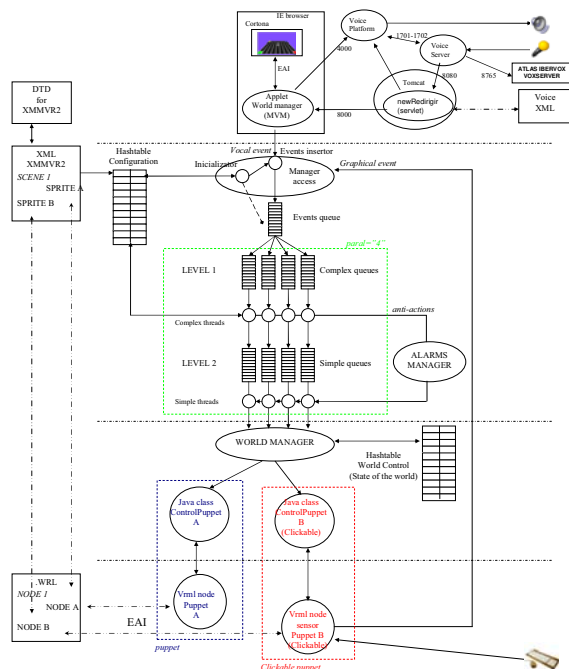 IE browser
Cortona
EAI
Applet
World manager
(MVM)
Voice
Platform
4000
1701-1702
Voice
Server
8080
8765
ATLAS IBERVOX
VOXSERVER
Tomcat
newRedirigir
(servlet)
8000
Voice
XML
DTD
for
XMMVR2
XML
XMMVR2
SCENE 1
SPRITE A
SPRITE B
Hashtable
Configuration
Vocal event
Events insertor
Inicializator
Graphical event
Manager
access
Events queue
paral="4"
LEVEL 1
Complex queues
Complex threads
anti-actions
LEVEL 2
Simple queues
ALARMS
MANAGER
Simple threads
WORLD MANAGER
Hashtable
World Control
(State of the world)
Java class
ControlPuppet
A
Java class
ControlPuppet
B
(Clickable)
.WRL
NODE 1
NODE A
NODE B
EAI
Vrml node
Puppet
A
puppet
Vrml node
sensor
Puppet B
(Clickable)
Clickable puppet